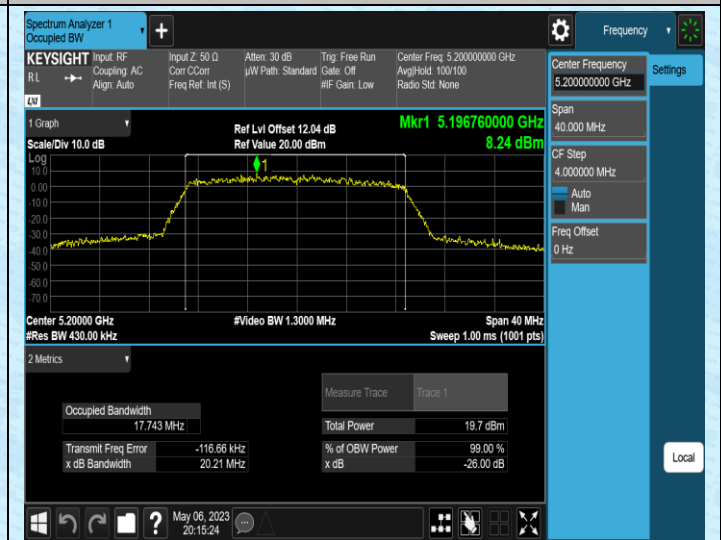 Spectrum Analyzer 1
Occupied BW
+
Frequency
KEYSIGHT
R L
LXI
Input: RF
Coupling: AC
Align: Auto
Input Z: 50 Ω
Corr CCorr
Freq Ref: Int (S)
Atten: 30 dB
µW Path: Standard
Trig: Free Run
Gate: Off
#IF Gain: Low
Center Freq: 5.200000000 GHz
Avg|Hold: 100/100
Radio Std: None
Center Frequency
5.200000000 GHz
Settings
Span
40.000 MHz
CF Step
4.000000 MHz
Auto
Man
Freq Offset
0 Hz
1 Graph
Scale/Div 10.0 dB
Ref Lvl Offset 12.04 dB
Ref Value 20.00 dBm
Mkr1 5.196760000 GHz
8.24 dBm
Log
10.0
0.00
-10.0
-20.0
-30.0
-40.0
-50.0
-60.0
-70.0
1
Center 5.20000 GHz
#Video BW 1.3000 MHz
Span 40 MHz
#Res BW 430.00 kHz
Sweep 1.00 ms (1001 pts)
2 Metrics
Measure Trace
Trace 1
Occupied Bandwidth
17.743 MHz
Total Power
19.7 dBm
Transmit Freq Error
-116.66 kHz
% of OBW Power
99.00 %
x dB Bandwidth
20.21 MHz
x dB
-26.00 dB
Local
?
May 06, 2023
20:15:24